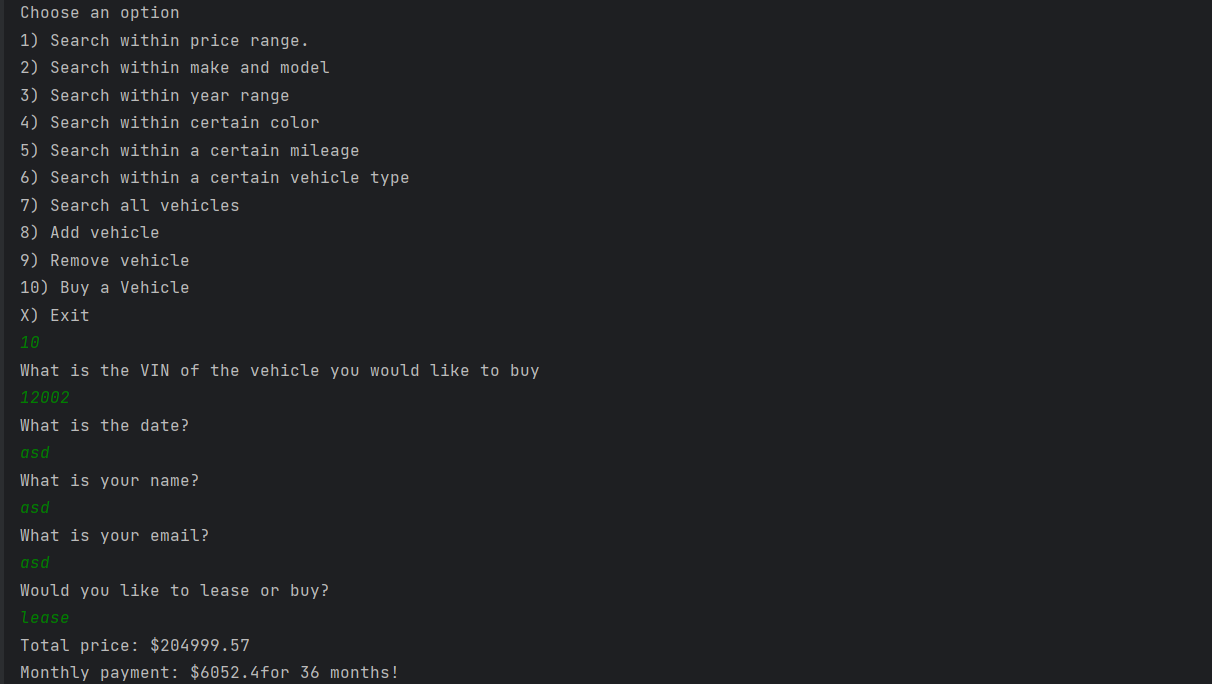 Choose an option
1) Search within price range.
2) Search within make and model
3) Search within year range
4) Search within certain color
5) Search within a certain mileage
6) Search within a certain vehicle type
7) Search all vehicles
8) Add vehicle
9) Remove vehicle
10) Buy a Vehicle
X) Exit
10
What is the VIN of the vehicle you would like to buy
12002
What is the date?
asd
What is your name?
asd
What is your email?
asd
Would you like to lease or buy?
lease
Total price: $204999.57
Monthly payment: $6052.4for 36 months!